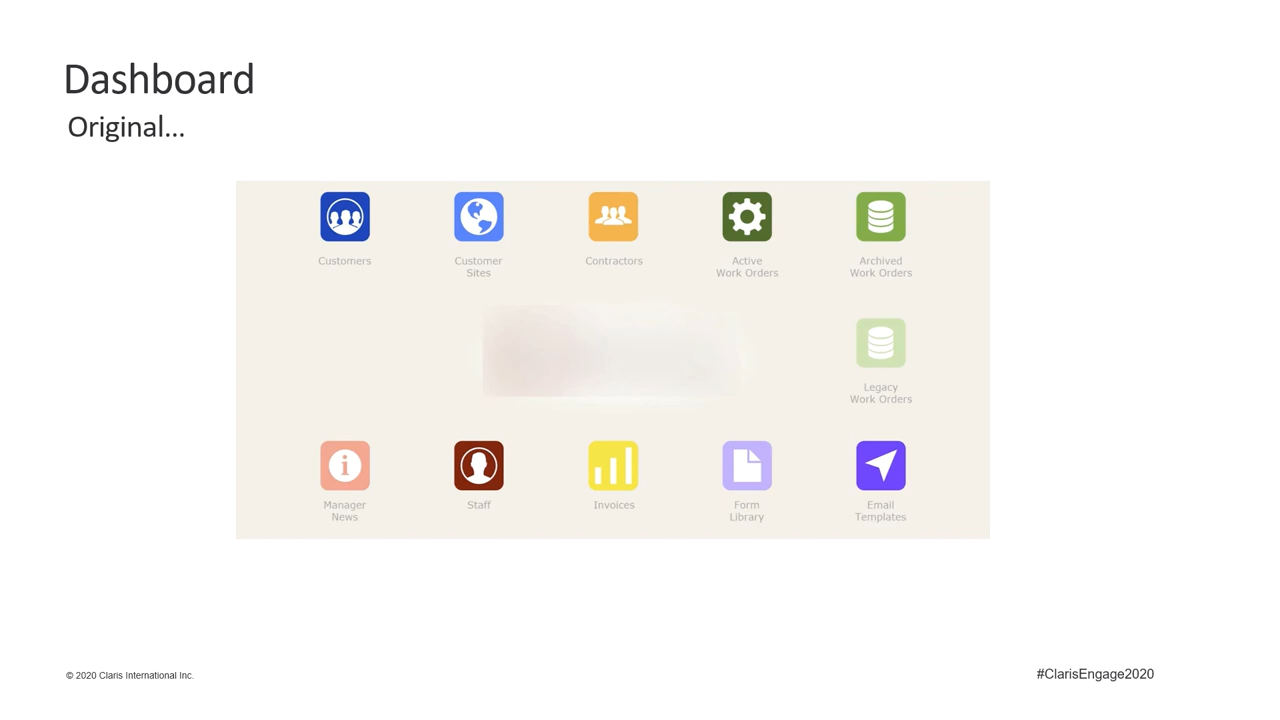 Dashboard
Original...
Customers
Customer
Sites
Contractors
Active
Work Orders
Archived
Work Orders
Legacy
Work Orders
Manager
News
Staff
Invoices
Form
Library
Email
Templates
© 2020 Claris International Inc.
#ClarisEngage2020